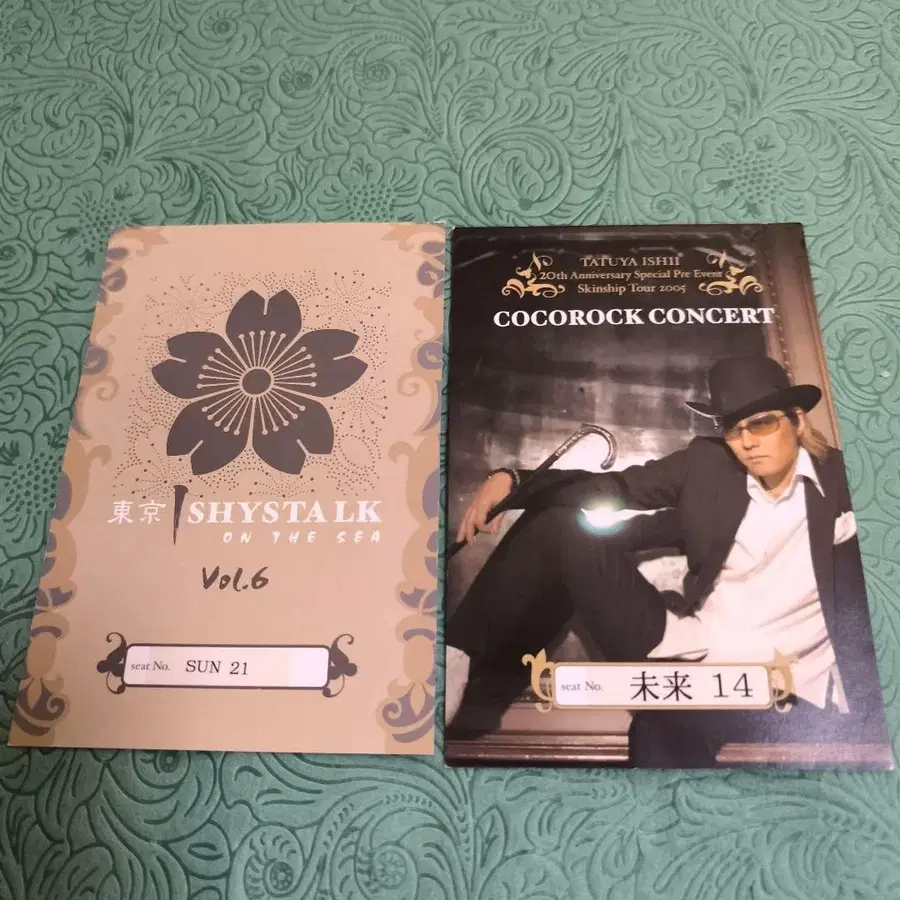 東京 ISHYSTALK
ON THE SEA
Vol.6
seat No. SUN 21
TATUYA ISHII
20th Anniversary Special Pre Event
Skinship Tour 2005
COCOROCK CONCERT
seat No. 未来 14